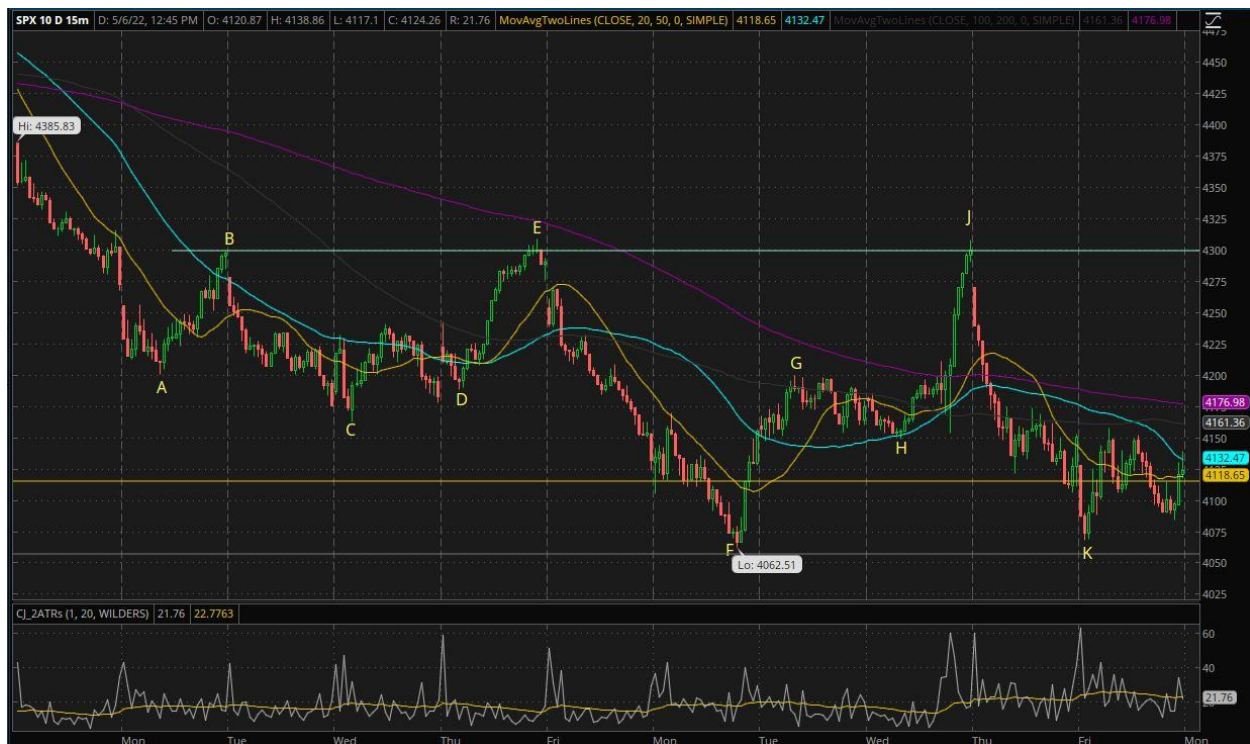 SPX 10 D 15m D: 5/6/22, 12:45 PM O: 4120.87 H: 4138.86 L: 4117.1 C: 4124.26 R: 21.76 MovAvgTwoLines (CLOSE, 20, 50, 0, SIMPLE) 4118.65 4132.47 MovAvgTwoLines (CLOSE, 100, 200, 0, SIMPLE) 4161.36 4176.98
4475
4450
4425
Hi: 4385.83
4400
4375
4350
J
4325
B
E
4300
4275
4250
4225
G
4200
A
D
4176.98
4175
4161.36
C
4150
H
4132.47
4125
4118.65
4100
4075
F
K
Lo: 4062.51
4050
4025
CJ_2ATRs (1, 20, WILDERS) 21.76 22.7763
60
40
21.76
20
Mon Tue Wed Thu Fri Mon Tue Wed Thu Fri Mon